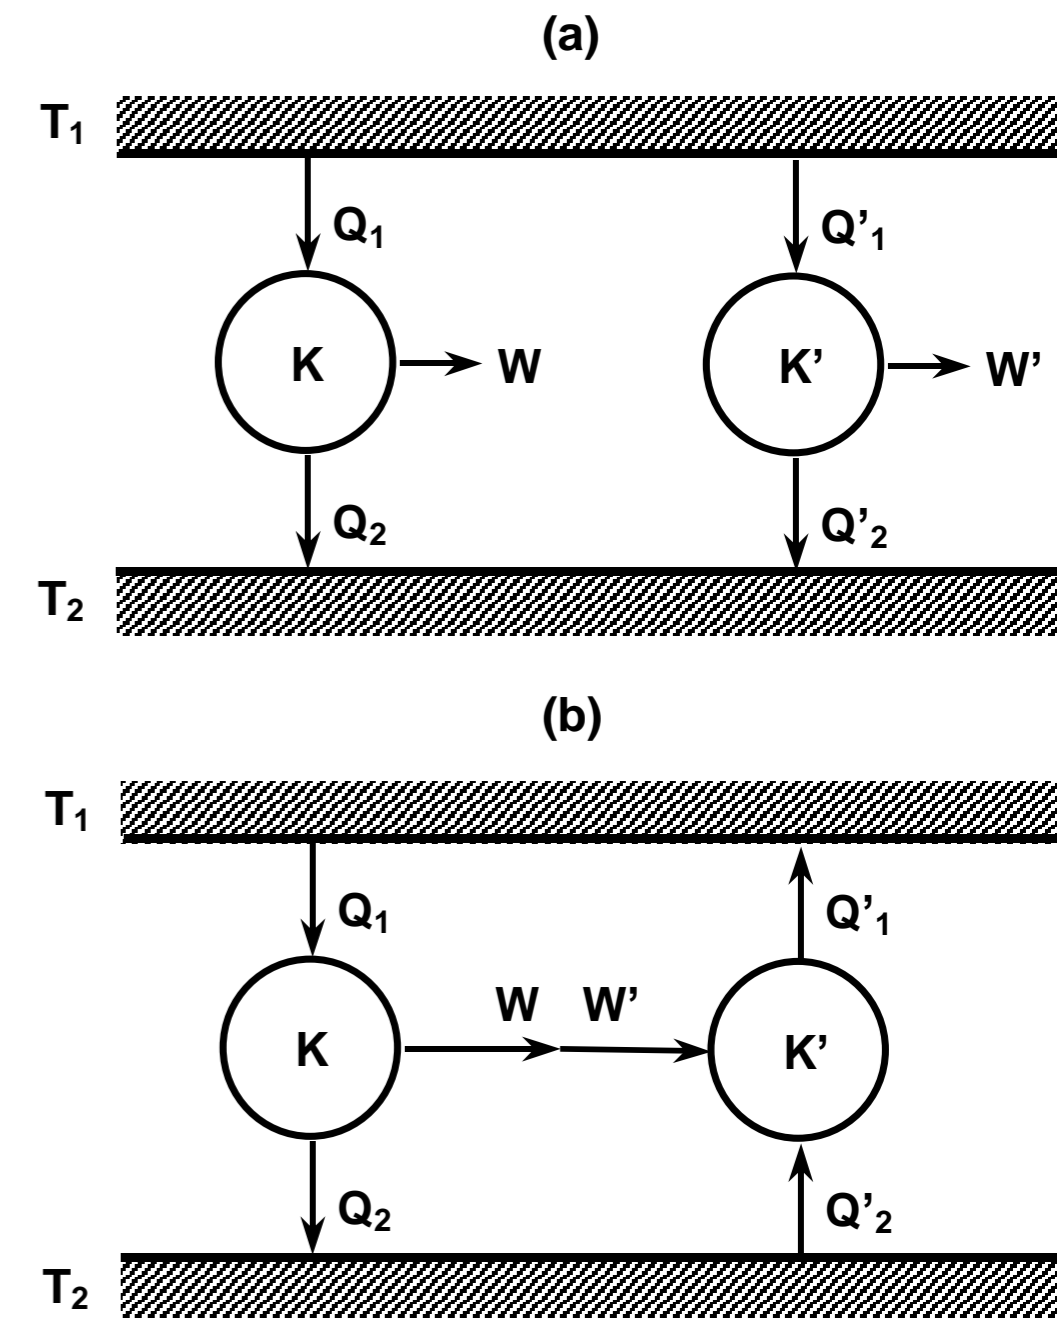 (a)
T₁
Q₁ Q’₁
K W K’ W’
Q₂ Q’₂
T₂
(b)
T₁
Q₁ Q’₁
W W’
K K’
Q₂ Q’₂
T₂